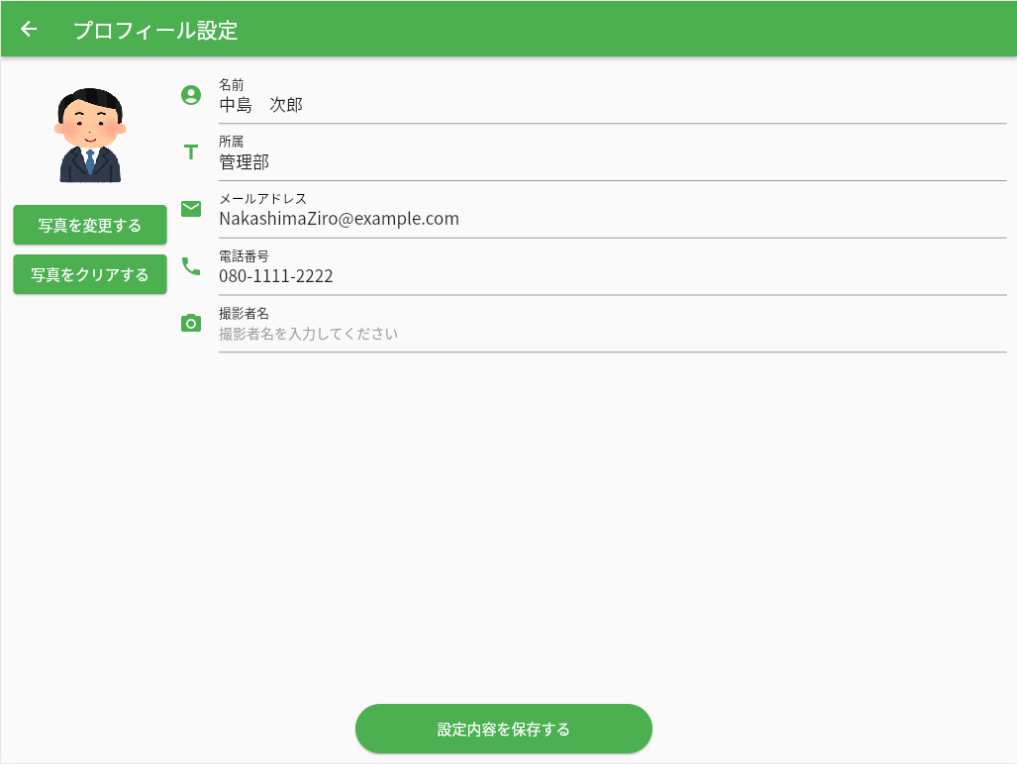 プロフィール設定
写真を変更する
写真をクリアする
名前
中島　次郎
所属
管理部
メールアドレス
NakashimaZiro@example.com
電話番号
080-1111-2222
撮影者名
撮影者名を入力してください
設定内容を保存する